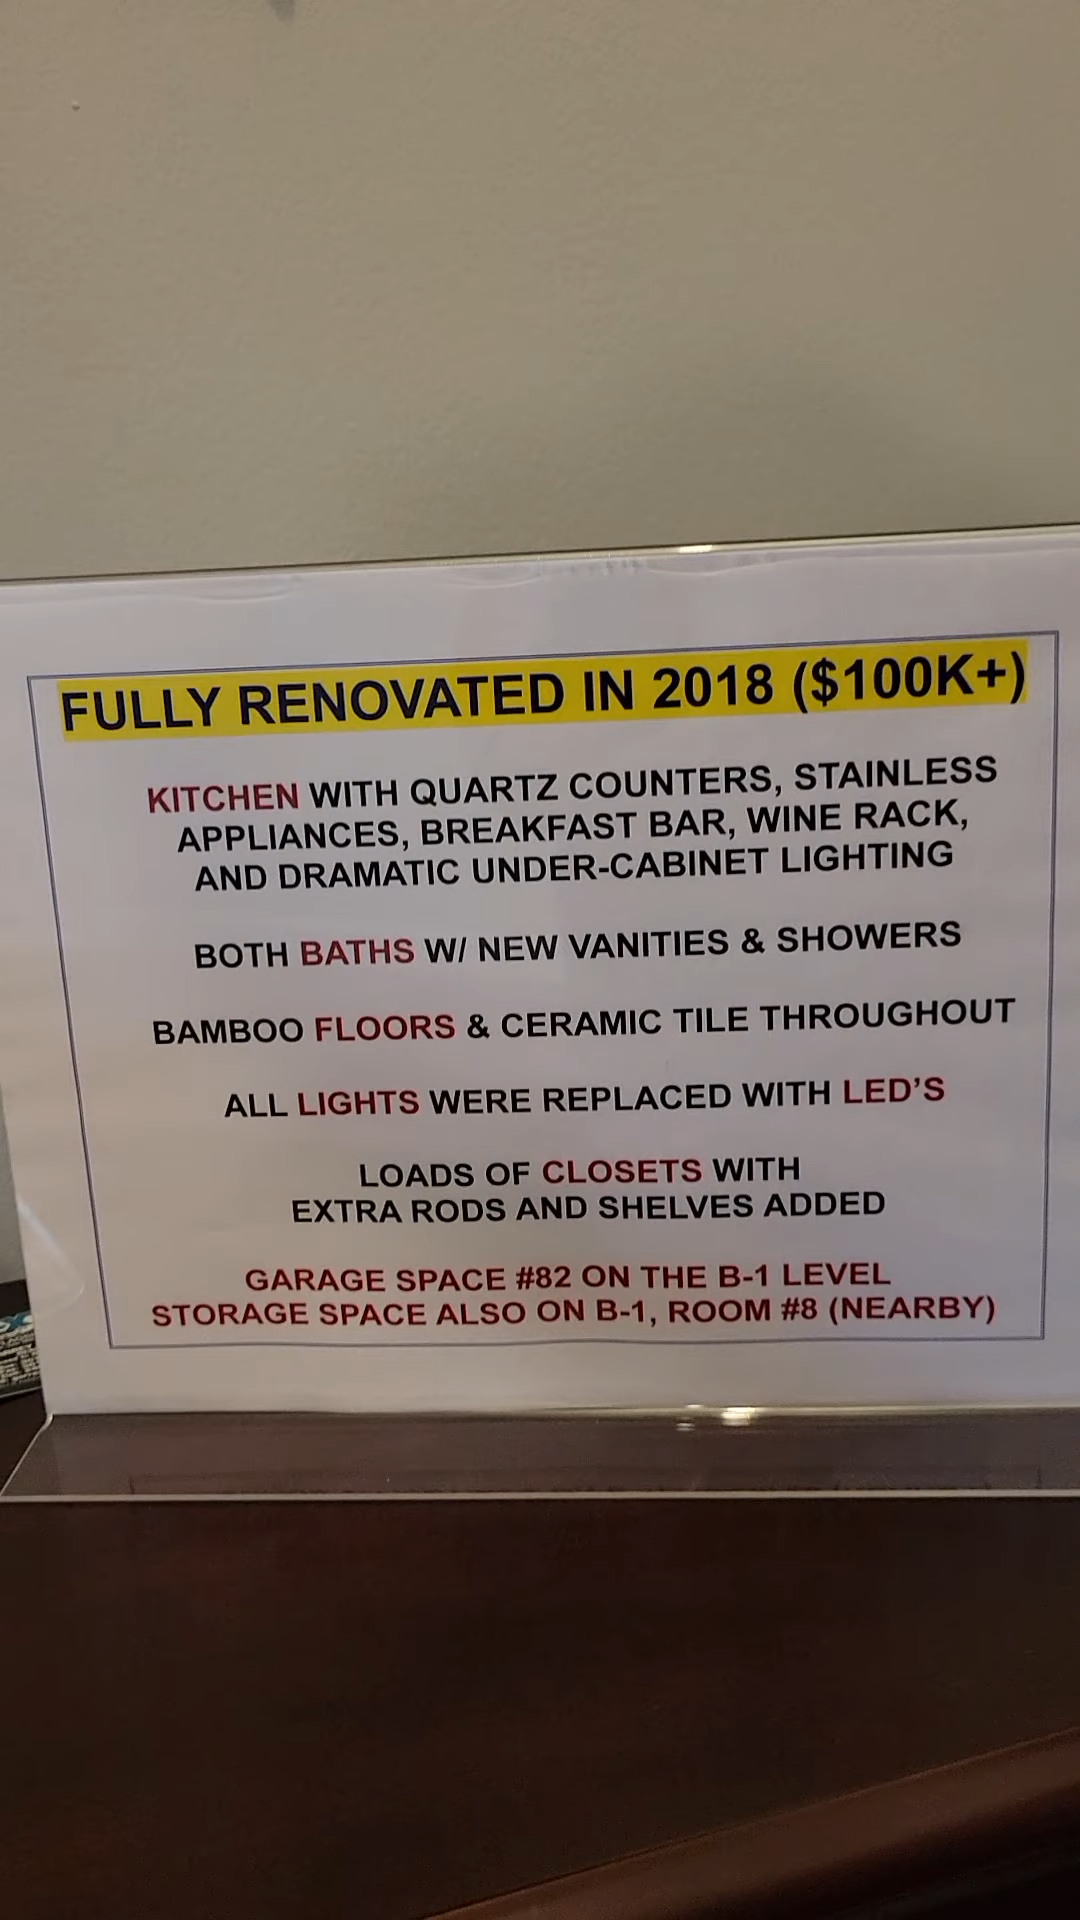 FULLY RENOVATED IN 2018 ($100K+)
KITCHEN WITH QUARTZ COUNTERS, STAINLESS
APPLIANCES, BREAKFAST BAR, WINE RACK,
AND DRAMATIC UNDER-CABINET LIGHTING
BOTH BATHS W/ NEW VANITIES & SHOWERS
BAMBOO FLOORS & CERAMIC TILE THROUGHOUT
ALL LIGHTS WERE REPLACED WITH LED'S
LOADS OF CLOSETS WITH
EXTRA RODS AND SHELVES ADDED
GARAGE SPACE #82 ON THE B-1 LEVEL
STORAGE SPACE ALSO ON B-1, ROOM #8 (NEARBY)